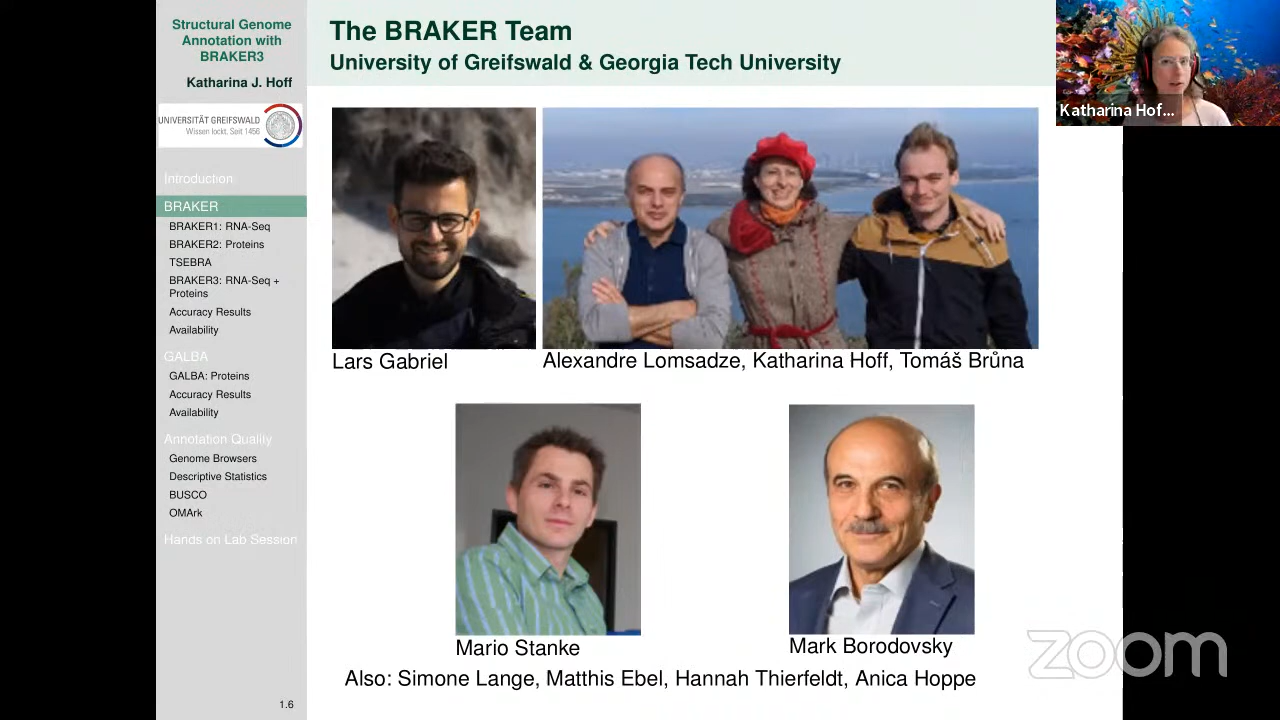 Structural Genome
Annotation with
BRAKER3
Katharina J. Hoff
UNIVERSITÄT GREIFSWALD
Wissen lockt. Seit 1456
Introduction
BRAKER
BRAKER1: RNA-Seq
BRAKER2: Proteins
TSEBRA
BRAKER3: RNA-Seq +
Proteins
Accuracy Results
Availability
GALBA
GALBA: Proteins
Accuracy Results
Availability
Annotation Quality
Genome Browsers
Descriptive Statistics
BUSCO
OMArk
Hands on Lab Session
1.6
The BRAKER Team
University of Greifswald & Georgia Tech University
Lars Gabriel
Alexandre Lomsadze, Katharina Hoff, Tomáš Brůna
Mario Stanke
Mark Borodovsky
Also: Simone Lange, Matthis Ebel, Hannah Thierfeldt, Anica Hoppe
Katharina Hof...
zoom